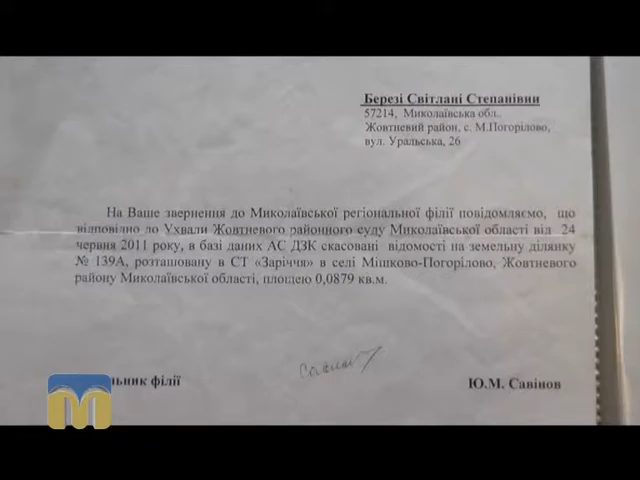 Березі Світлані Степанівни
57214, Миколаївська обл.
Жовтневий район, с. М.Погорілово,
вул. Уральська, 26
На Ваше звернення до Миколаївської регіональної філії повідомляємо, що
відповідно до Ухвали Жовтневого районного суду Миколаївської області від 24
червня 2011 року, в базі даних АС ДЗК скасовані відомості на земельну ділянку
№ 139А, розташовану в СТ «Заріччя» в селі Мішково-Погорілово, Жовтневого
району Миколаївської області, площею 0,0879 кв.м.
філії
Ю.М. Савінов